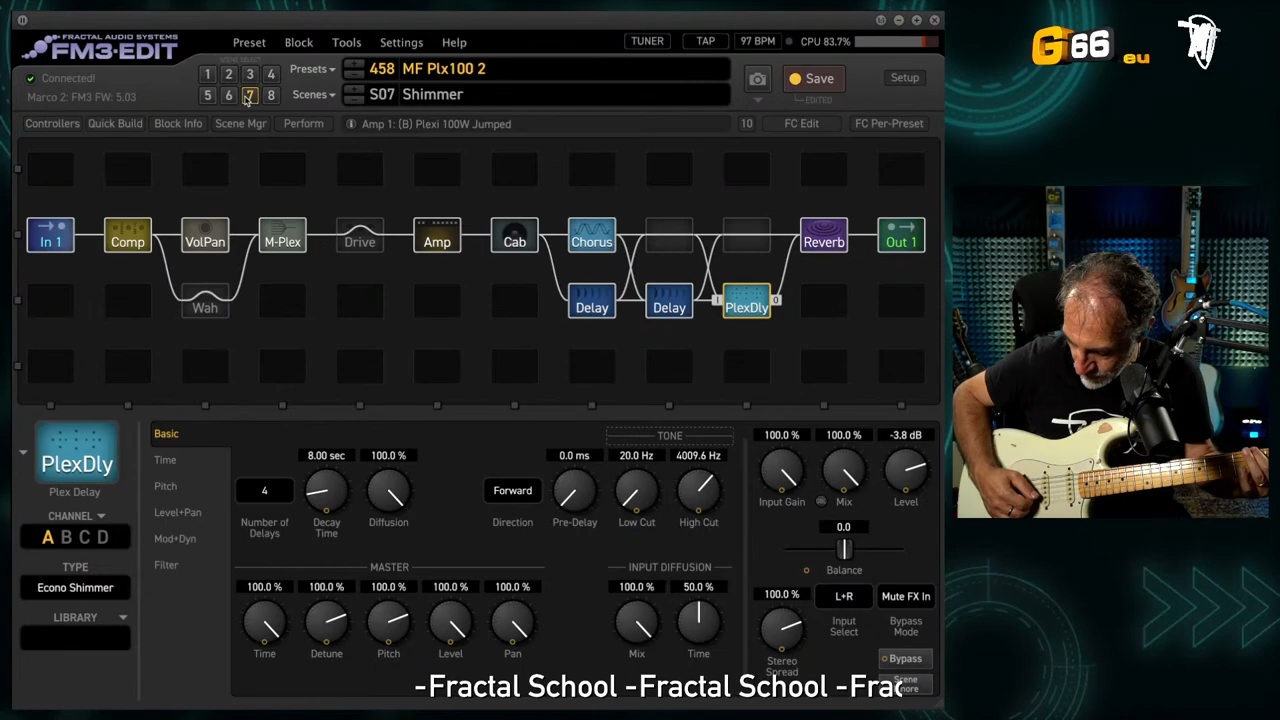 FRACTAL AUDIO SYSTEMS
FM3-EDIT
Preset Block Tools Settings Help
TUNER TAP 97 BPM CPU 83.7%
G66 eu
Connected!
Marco 2: FM3 FW: 5,03
SCENE SELECT
1 2 3 4
5 6 7 8
Presets 458 MF Plx100 2
Scenes S07 Shimmer
Save
EDITED
Setup
Controllers Quick Build Block Info Scene Mgr Perform
Amp 1: (B) Plexi 100W Jumped
10 FC Edit FC Per-Preset
In 1 Comp VolPan M-Plex Drive Amp Cab Chorus Reverb Out 1
Wah Delay Delay I PlexDly O
PlexDly
Plex Delay
CHANNEL
A B C D
TYPE
Econo Shimmer
LIBRARY
Basic
Time
Pitch
Level+Pan
Mod+Dyn
Filter
TONE
8.00 sec 100.0 % 0.0 ms 20.0 Hz 4009.6 Hz
4 Forward
Number of Delays
Decay Time
Diffusion
Direction
Pre-Delay
Low Cut
High Cut
MASTER
INPUT DIFFUSION
100.0 % 100.0 % 100.0 % 100.0 % 100.0 % 100.0 % 50.0 %
Time Detune Pitch Level Pan Mix Time
100.0 % 100.0 % -3.8 dB
Input Gain Mix Level
0.0
Balance
100.0 %
L+R
Mute FX In
Input Select
Bypass Mode
Stereo Spread
Bypass
Scene
-Fractal School -Fractal School -Frac